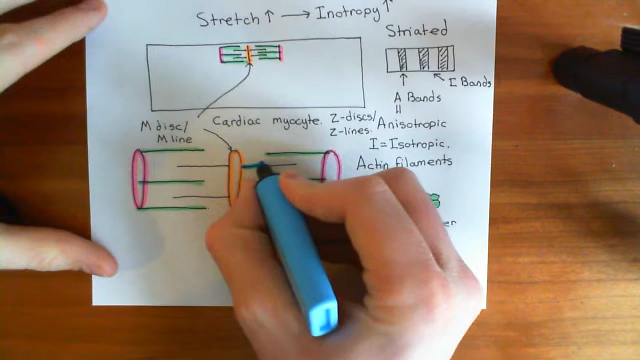 Stretch ↑ → Inotropy ↑
Striated
I Bands
A Bands
=
Anisotropic
I = Isotropic.
Actin filaments
M disc/
M line
Cardiac myocyte.
Z-discs/
Z-lines.